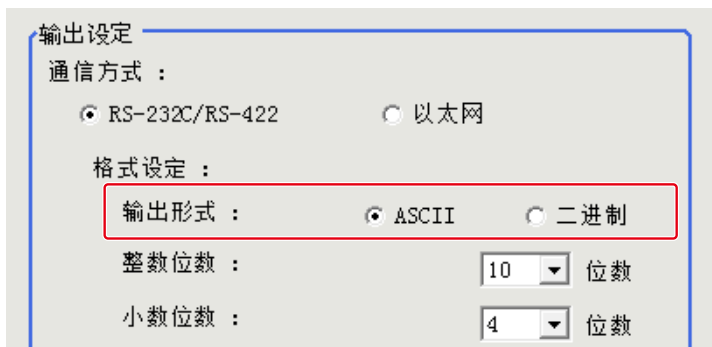 输出设定
通信方式 :
RS-232C/RS-422 以太网
格式设定 :
输出形式 : ASCII 二进制
整数位数 : 10 位数
小数位数 : 4 位数